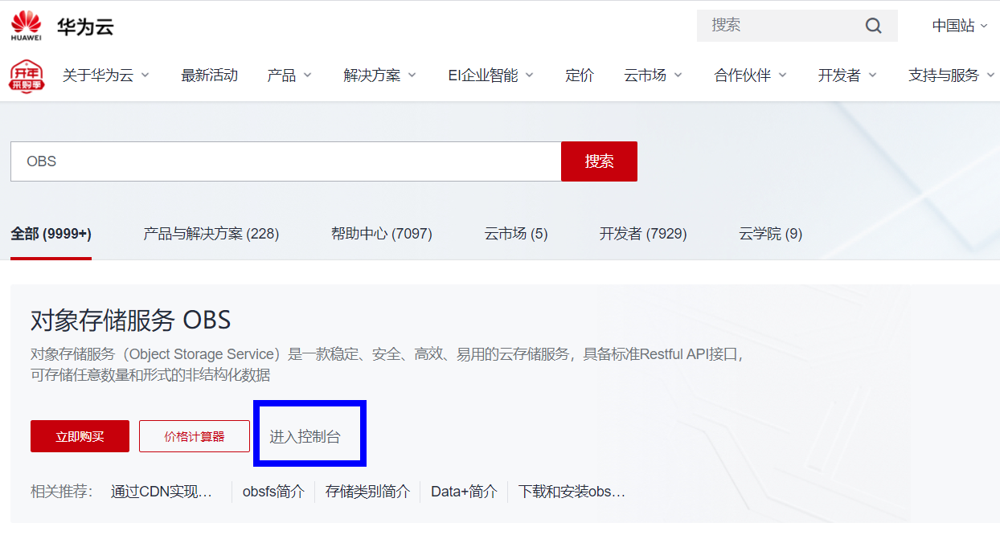 HUAWEI 华为云 搜索 中国站
开年采购季 关于华为云 最新活动 产品 解决方案 EI企业智能 定价 云市场 合作伙伴 开发者 支持与服务
OBS 搜索
全部 (9999+) 产品与解决方案 (228) 帮助中心 (7097) 云市场 (5) 开发者 (7929) 云学院 (9)
对象存储服务 OBS
对象存储服务（Object Storage Service）是一款稳定、安全、高效、易用的云存储服务，具备标准Restful API接口，
可存储任意数量和形式的非结构化数据
立即购买 价格计算器 进入控制台
相关推荐： 通过CDN实现... obsfs简介 存储类别简介 Data+简介 下载和安装obs...